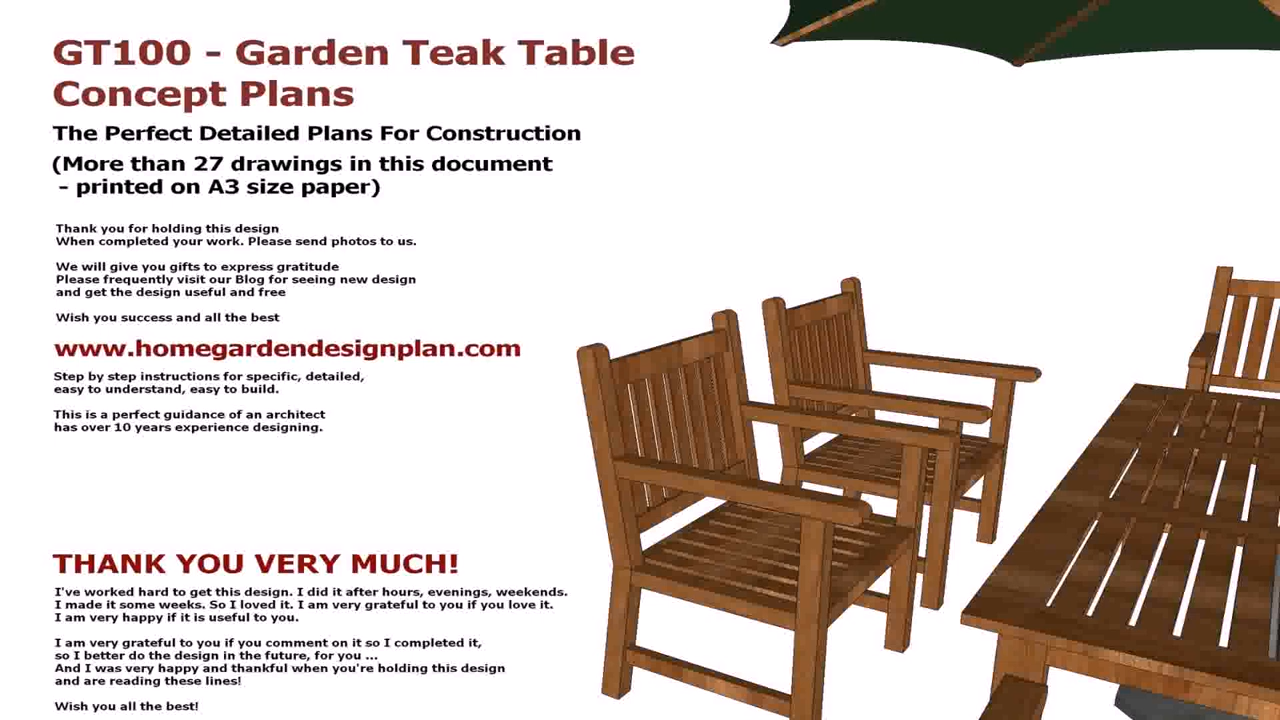 GT100 - Garden Teak Table
Concept Plans
The Perfect Detailed Plans For Construction
(More than 27 drawings in this document
- printed on A3 size paper)
Thank you for holding this design
When completed your work. Please send photos to us.
We will give you gifts to express gratitude
Please frequently visit our Blog for seeing new design
and get the design useful and free
Wish you success and all the best
www.homegardendesignplan.com
Step by step instructions for specific, detailed,
easy to understand, easy to build.
This is a perfect guidance of an architect
has over 10 years experience designing.
THANK YOU VERY MUCH!
I've worked hard to get this design. I did it after hours, evenings, weekends.
I made it some weeks. So I loved it. I am very grateful to you if you love it.
I am very happy if it is useful to you.
I am very grateful to you if you comment on it so I completed it,
so I better do the design in the future, for you ...
And I was very happy and thankful when you're holding this design
and are reading these lines!
Wish you all the best!